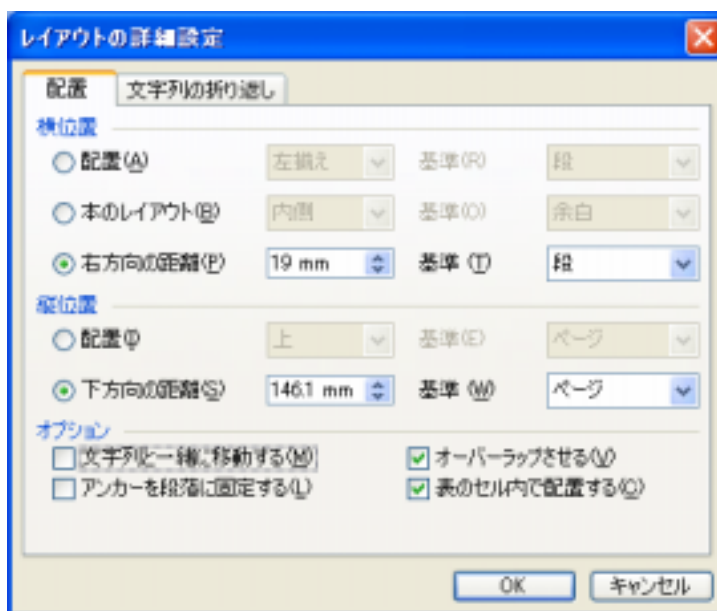 レイアウトの詳細設定
配置 文字列の折り返し
横位置
配置(A) 左揃え 基準(R) 段
本のレイアウト(B) 内側 基準(O) 余白
右方向の距離(P) 19 mm 基準 (T) 段
縦位置
配置(I) 上 基準(E) ページ
下方向の距離(S) 146.1 mm 基準 (W) ページ
オプション
文字列と一緒に移動する(M) オーバーラップさせる(V)
アンカーを段落に固定する(L) 表のセル内で配置する(C)
OK キャンセル